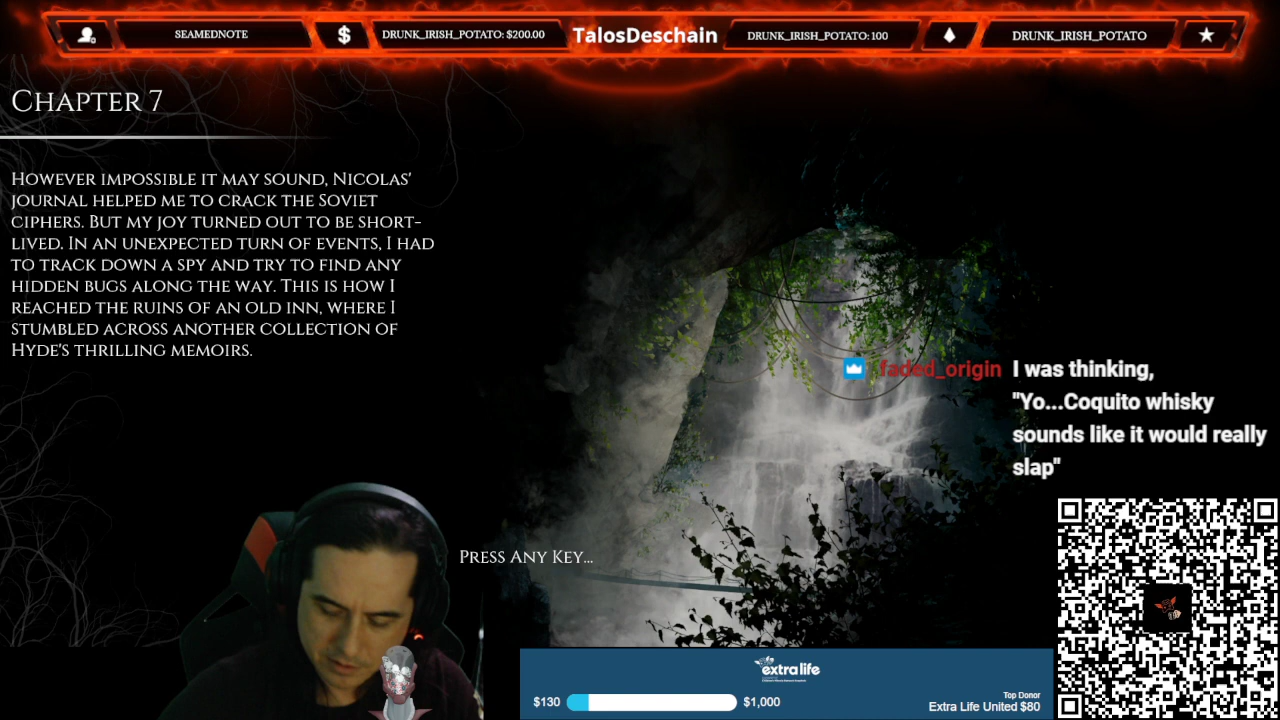 SEAMEDNOTE
$
DRUNK_IRISH_POTATO: $200.00
TalosDeschain
DRUNK_IRISH_POTATO: 100
DRUNK_IRISH_POTATO
Chapter 7
However impossible it may sound, Nicolas'
journal helped me to crack the Soviet
ciphers. But my joy turned out to be short-
lived. In an unexpected turn of events, I had
to track down a spy and try to find any
hidden bugs along the way. This is how I
reached the ruins of an old inn, where I
stumbled across another collection of
Hyde's thrilling memoirs.
faded_origin I was thinking,
"Yo...Coquito whisky
sounds like it would really
slap"
Press Any Key...
extra life
$130
$1,000
Top Donor
Extra Life United $80